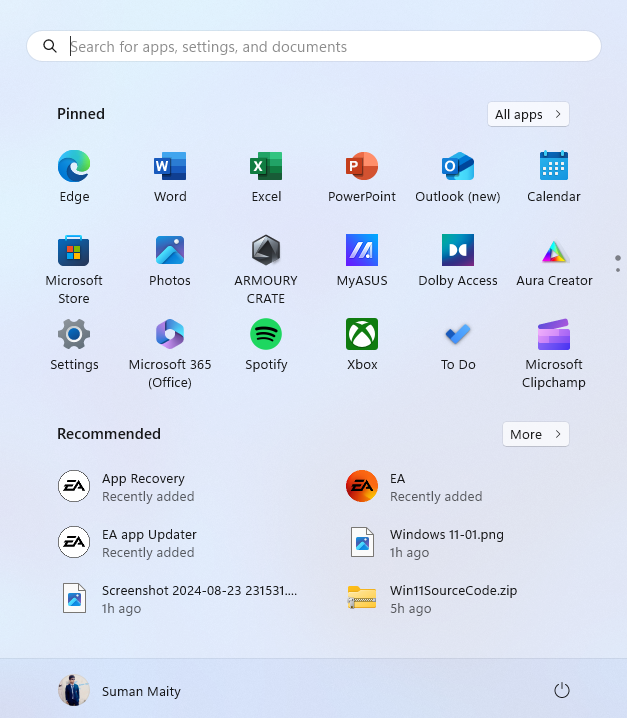 Search for apps, settings, and documents
Pinned
All apps
Edge
Word
Excel
PowerPoint
Outlook (new)
Calendar
Microsoft
Store
Photos
ARMOURY
CRATE
MyASUS
Dolby Access
Aura Creator
Settings
Microsoft 365
(Office)
Spotify
Xbox
To Do
Microsoft
Clipchamp
Recommended
More
App Recovery
Recently added
EA
Recently added
EA app Updater
Recently added
Windows 11-01.png
1h ago
Screenshot 2024-08-23 231531....
1h ago
Win11SourceCode.zip
5h ago
Suman Maity